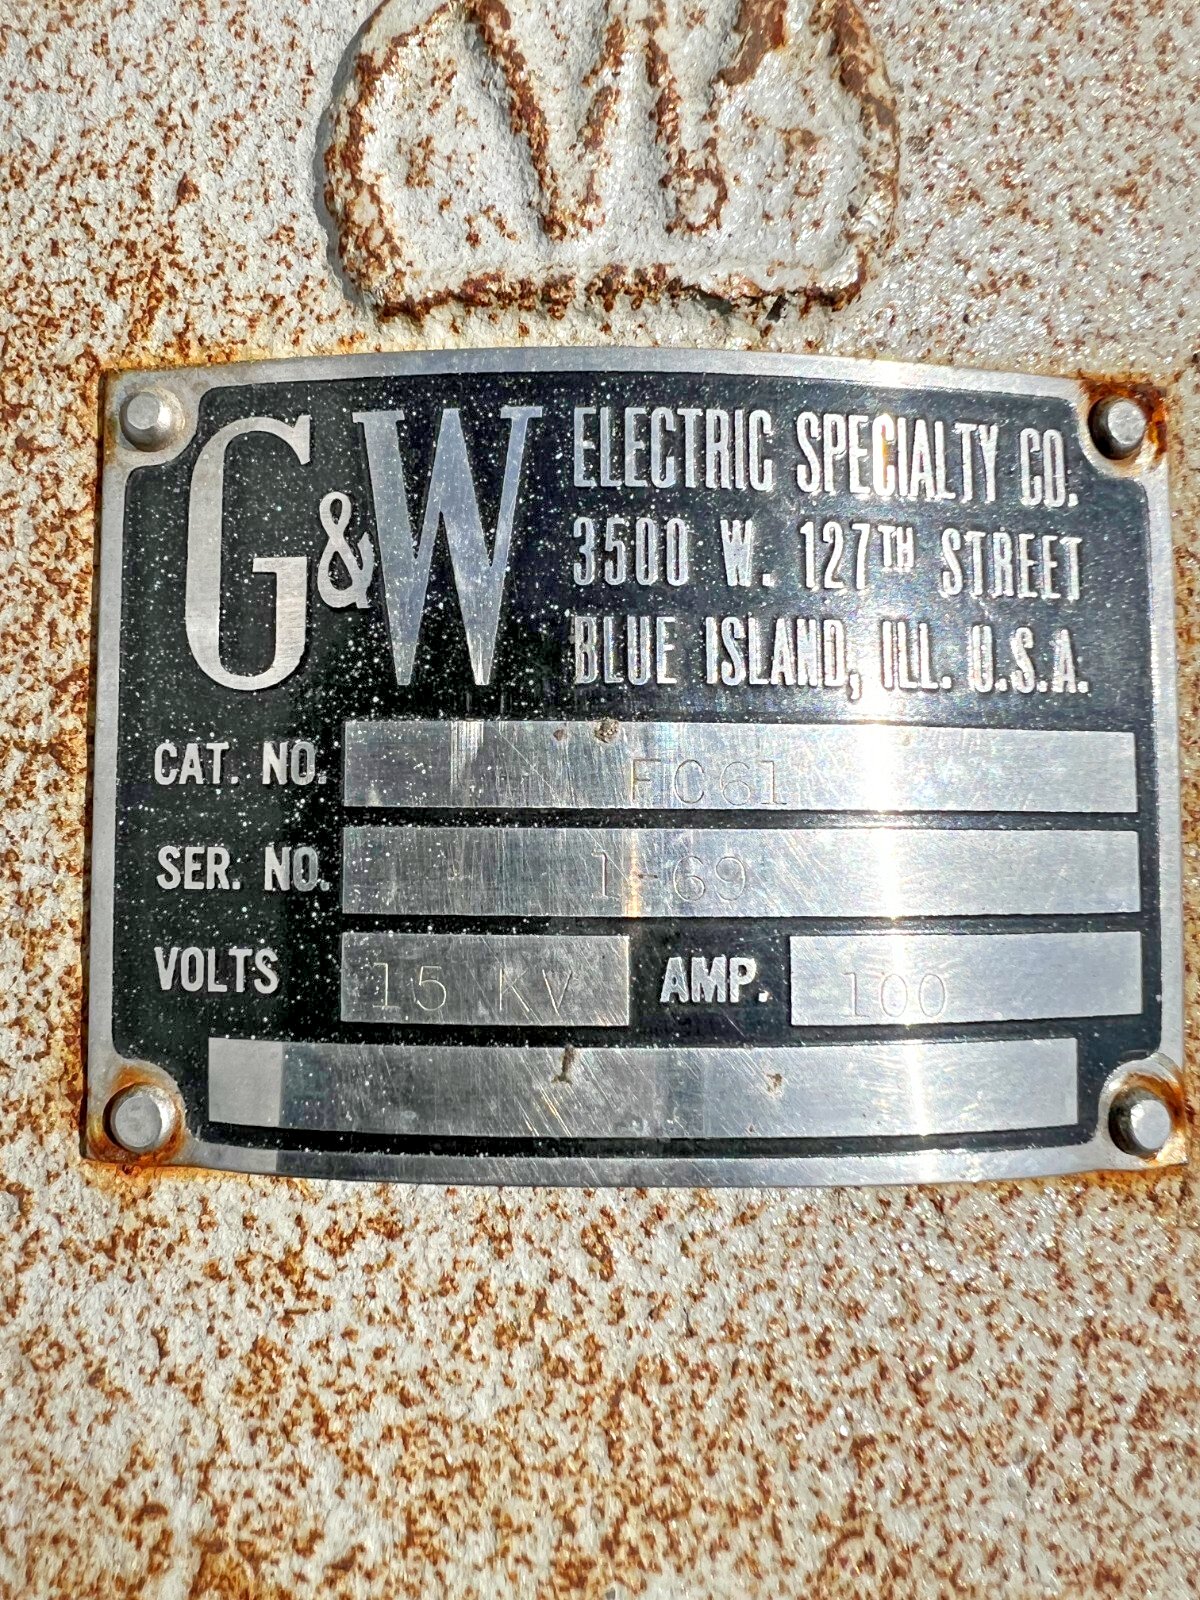 G&W ELECTRIC SPECIALTY CO.
3500 W. 127TH STREET
BLUE ISLAND, ILL. U.S.A.
CAT. NO. FC61
SER. NO. 1-69
VOLTS 15 KV AMP. 100